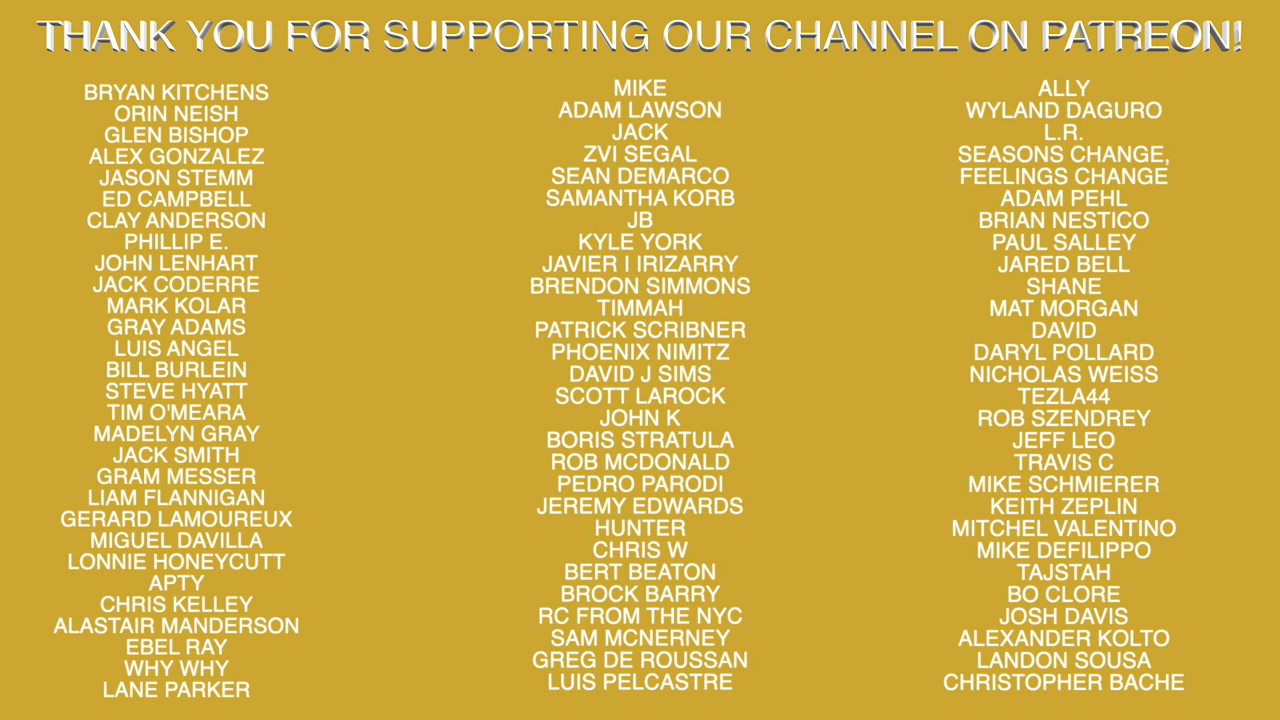 THANK YOU FOR SUPPORTING OUR CHANNEL ON PATREON!
BRYAN KITCHENS
ORIN NEISH
GLEN BISHOP
ALEX GONZALEZ
JASON STEMM
ED CAMPBELL
CLAY ANDERSON
PHILLIP E.
JOHN LENHART
JACK CODERRE
MARK KOLAR
GRAY ADAMS
LUIS ANGEL
BILL BURLEIN
STEVE HYATT
TIM O'MEARA
MADELYN GRAY
JACK SMITH
GRAM MESSER
LIAM FLANNIGAN
GERARD LAMOUREUX
MIGUEL DAVILLA
LONNIE HONEYCUTT
APTY
CHRIS KELLEY
ALASTAIR MANDERSON
EBEL RAY
WHY WHY
LANE PARKER
MIKE
ADAM LAWSON
JACK
ZVI SEGAL
SEAN DEMARCO
SAMANTHA KORB
JB
KYLE YORK
JAVIER I IRIZARRY
BRENDON SIMMONS
TIMMAH
PATRICK SCRIBNER
PHOENIX NIMITZ
DAVID J SIMS
SCOTT LAROCK
JOHN K
BORIS STRATULA
ROB MCDONALD
PEDRO PARODI
JEREMY EDWARDS
HUNTER
CHRIS W
BERT BEATON
BROCK BARRY
RC FROM THE NYC
SAM MCNERNEY
GREG DE ROUSSAN
LUIS PELCASTRE
ALLY
WYLAND DAGURO
L.R.
SEASONS CHANGE,
FEELINGS CHANGE
ADAM PEHL
BRIAN NESTICO
PAUL SALLEY
JARED BELL
SHANE
MAT MORGAN
DAVID
DARYL POLLARD
NICHOLAS WEISS
TEZLA44
ROB SZENDREY
JEFF LEO
TRAVIS C
MIKE SCHMIERER
KEITH ZEPLIN
MITCHEL VALENTINO
MIKE DEFILIPPO
TAJSTAH
BO CLORE
JOSH DAVIS
ALEXANDER KOLTO
LANDON SOUSA
CHRISTOPHER BACHE